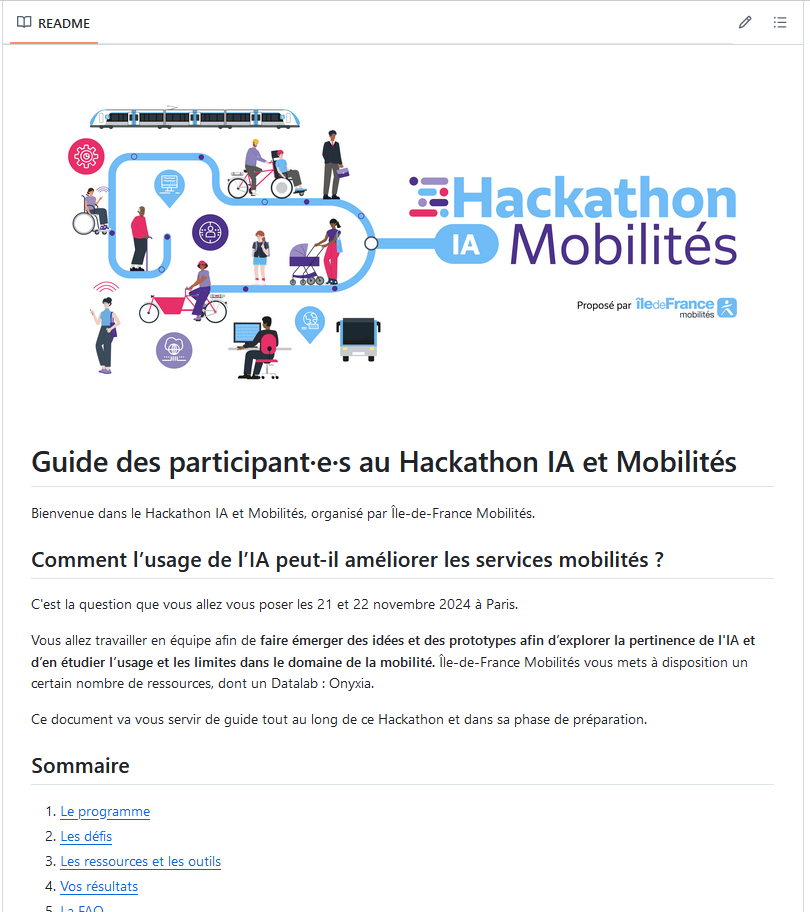 README
Hackathon
IA Mobilités
Proposé par îledeFrance
mobilités
Guide des participant·e·s au Hackathon IA et Mobilités
Bienvenue dans le Hackathon IA et Mobilités, organisé par Île-de-France Mobilités.
Comment l’usage de l’IA peut-il améliorer les services mobilités ?
C'est la question que vous allez vous poser les 21 et 22 novembre 2024 à Paris.
Vous allez travailler en équipe afin de faire émerger des idées et des prototypes afin d’explorer la pertinence de l'IA et
d’en étudier l’usage et les limites dans le domaine de la mobilité. Île-de-France Mobilités vous mets à disposition un
certain nombre de ressources, dont un Datalab : Onyxia.
Ce document va vous servir de guide tout au long de ce Hackathon et dans sa phase de préparation.
Sommaire
1. Le programme
2. Les défis
3. Les ressources et les outils
4. Vos résultats
5. La FAQ